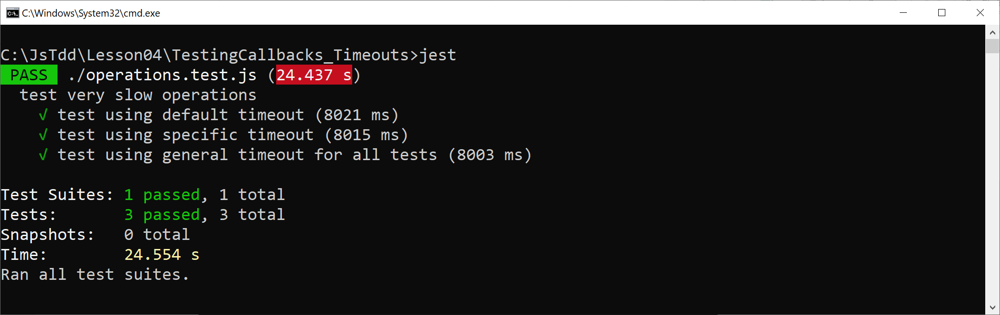 C:\Windows\System32\cmd.exe
C:\JsTdd\Lesson04\TestingCallbacks_Timeouts>jest
PASS ./operations.test.js (24.437 s)
test very slow operations
√ test using default timeout (8021 ms)
√ test using specific timeout (8015 ms)
√ test using general timeout for all tests (8003 ms)
Test Suites: 1 passed, 1 total
Tests: 3 passed, 3 total
Snapshots: 0 total
Time: 24.554 s
Ran all test suites.